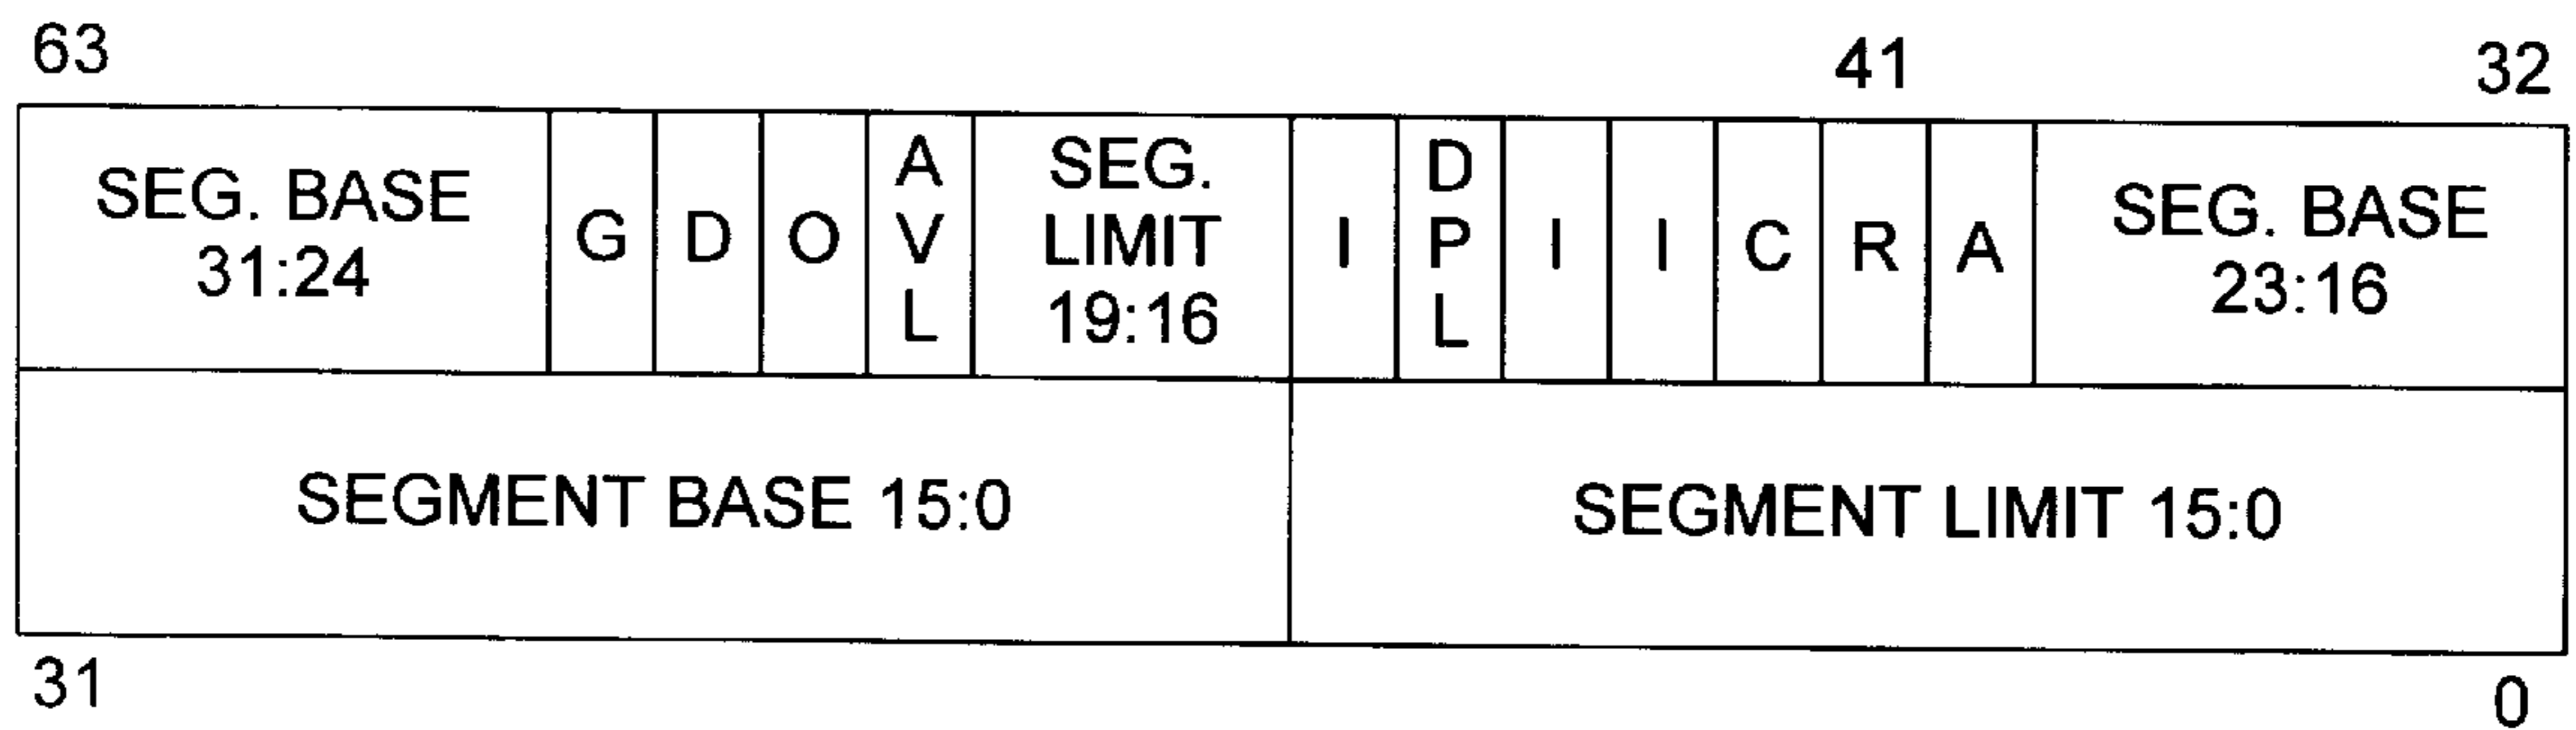 63 41 32
SEG. BASE
31:24
G
D
O
A
V
L
SEG.
LIMIT
19:16
I
D
P
L
I
I
C
R
A
SEG. BASE
23:16
SEGMENT BASE 15:0
SEGMENT LIMIT 15:0
31 0